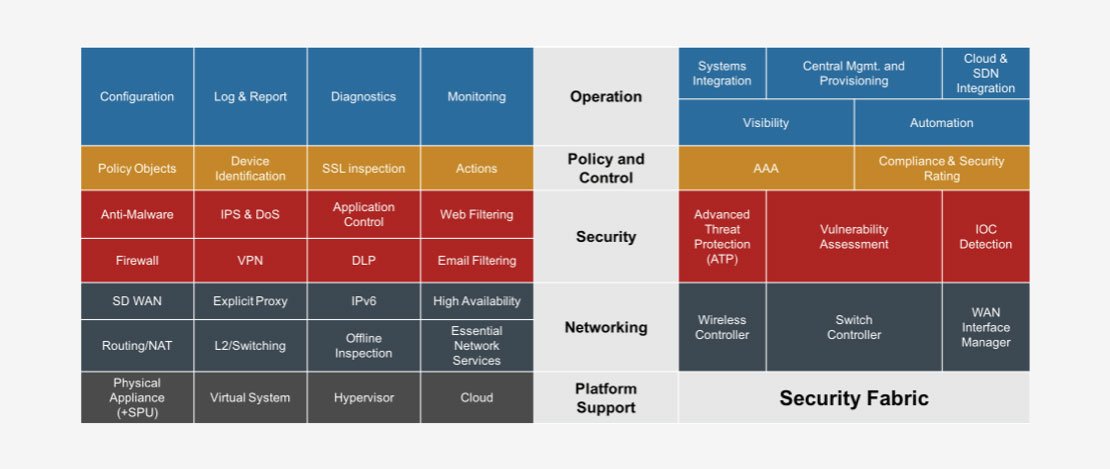 Configuration
Log & Report
Diagnostics
Monitoring
Operation
Systems
Integration
Central Mgmt. and
Provisioning
Cloud &
SDN
Integration
Visibility
Automation
Policy Objects
Device
Identification
SSL inspection
Actions
Policy and
Control
AAA
Compliance & Security
Rating
Anti-Malware
IPS & DoS
Application
Control
Web Filtering
Firewall
VPN
DLP
Email Filtering
Security
Advanced
Threat
Protection
(ATP)
Vulnerability
Assessment
IOC
Detection
SD WAN
Explicit Proxy
IPv6
High Availability
Routing/NAT
L2/Switching
Offline
Inspection
Essential
Network
Services
Networking
Wireless
Controller
Switch
Controller
WAN
Interface
Manager
Physical
Appliance
(+SPU)
Virtual System
Hypervisor
Cloud
Platform
Support
Security Fabric